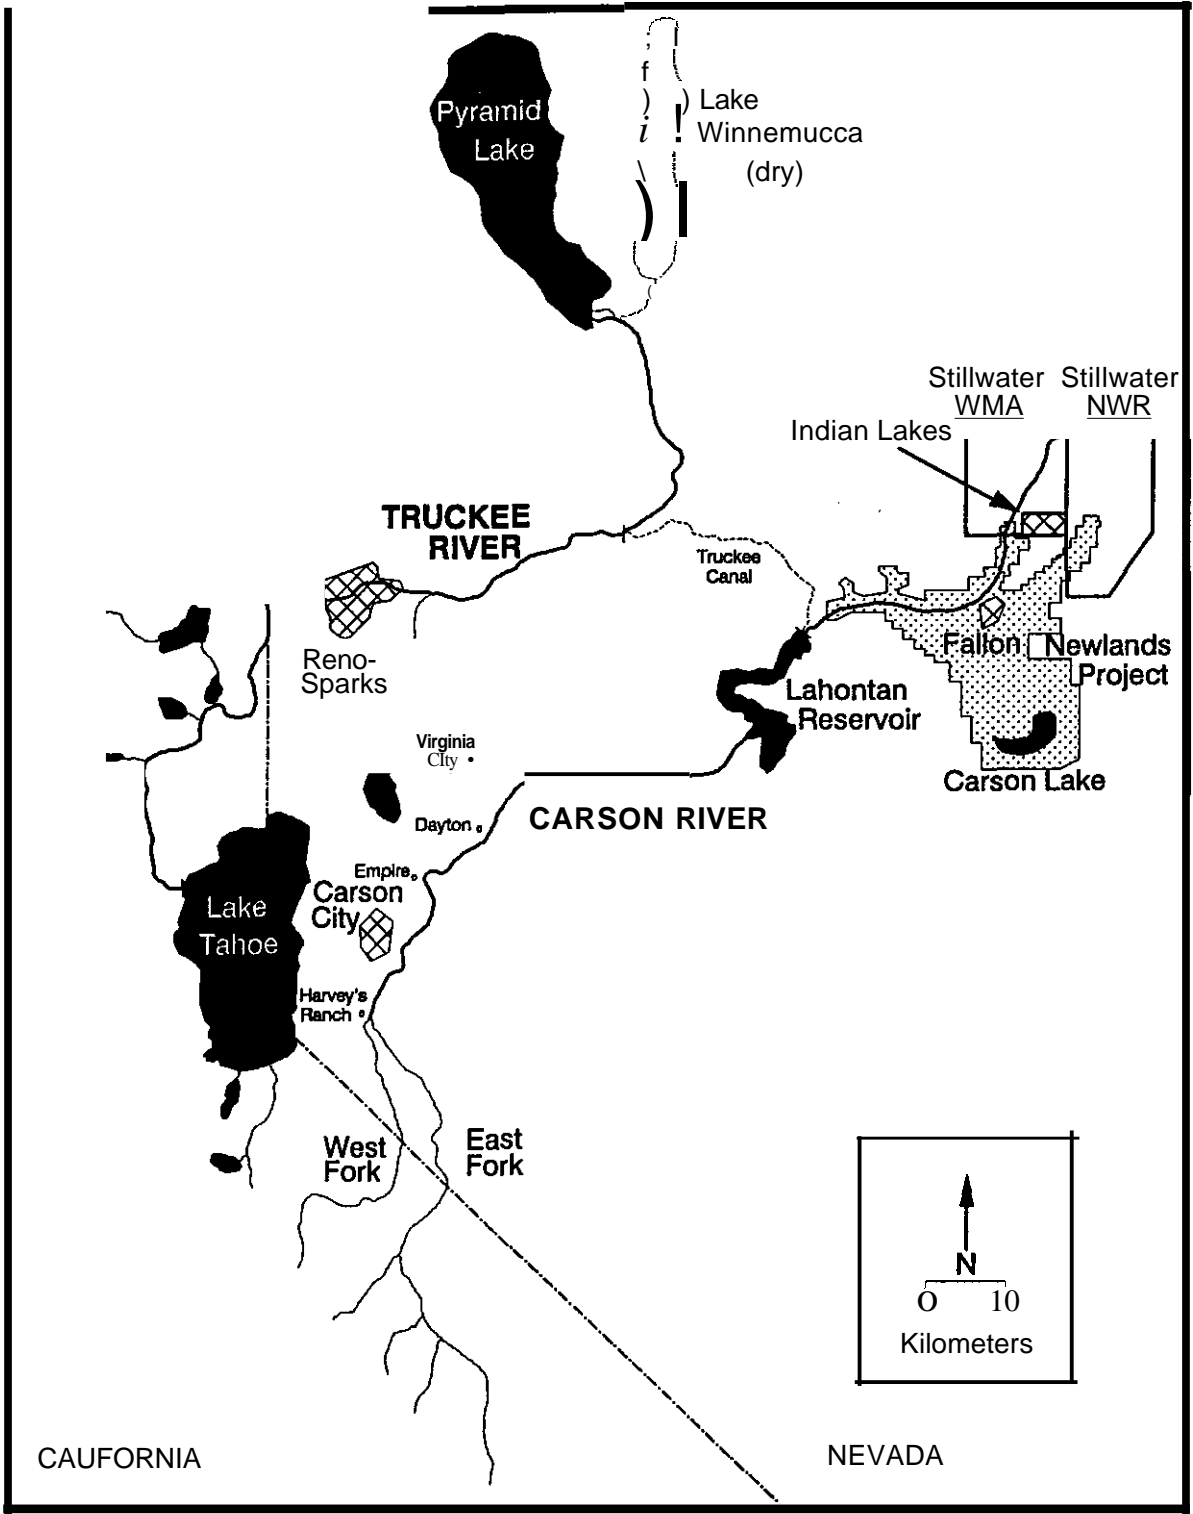 Pyramid
Lake
Lake
Winnemucca
(dry)
Stillwater
WMA
Stillwater
NWR
Indian Lakes
TRUCKEE
RIVER
Truckee
Canal
Reno-
Sparks
Fallon
Newlands
Project
Lahontan
Reservoir
Virginia
CIty
Carson Lake
Dayton
CARSON RIVER
Empire
Carson
City
Lake
Tahoe
Harvey's
Ranch
West
Fork
East
Fork
N
O 10
Kilometers
CAUFORNIA
NEVADA